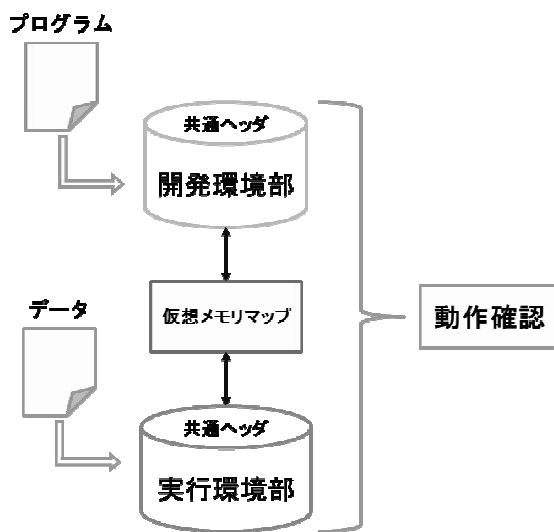 プログラム
共通ヘッダ
開発環境部
仮想メモリマップ
動作確認
データ
共通ヘッダ
実行環境部